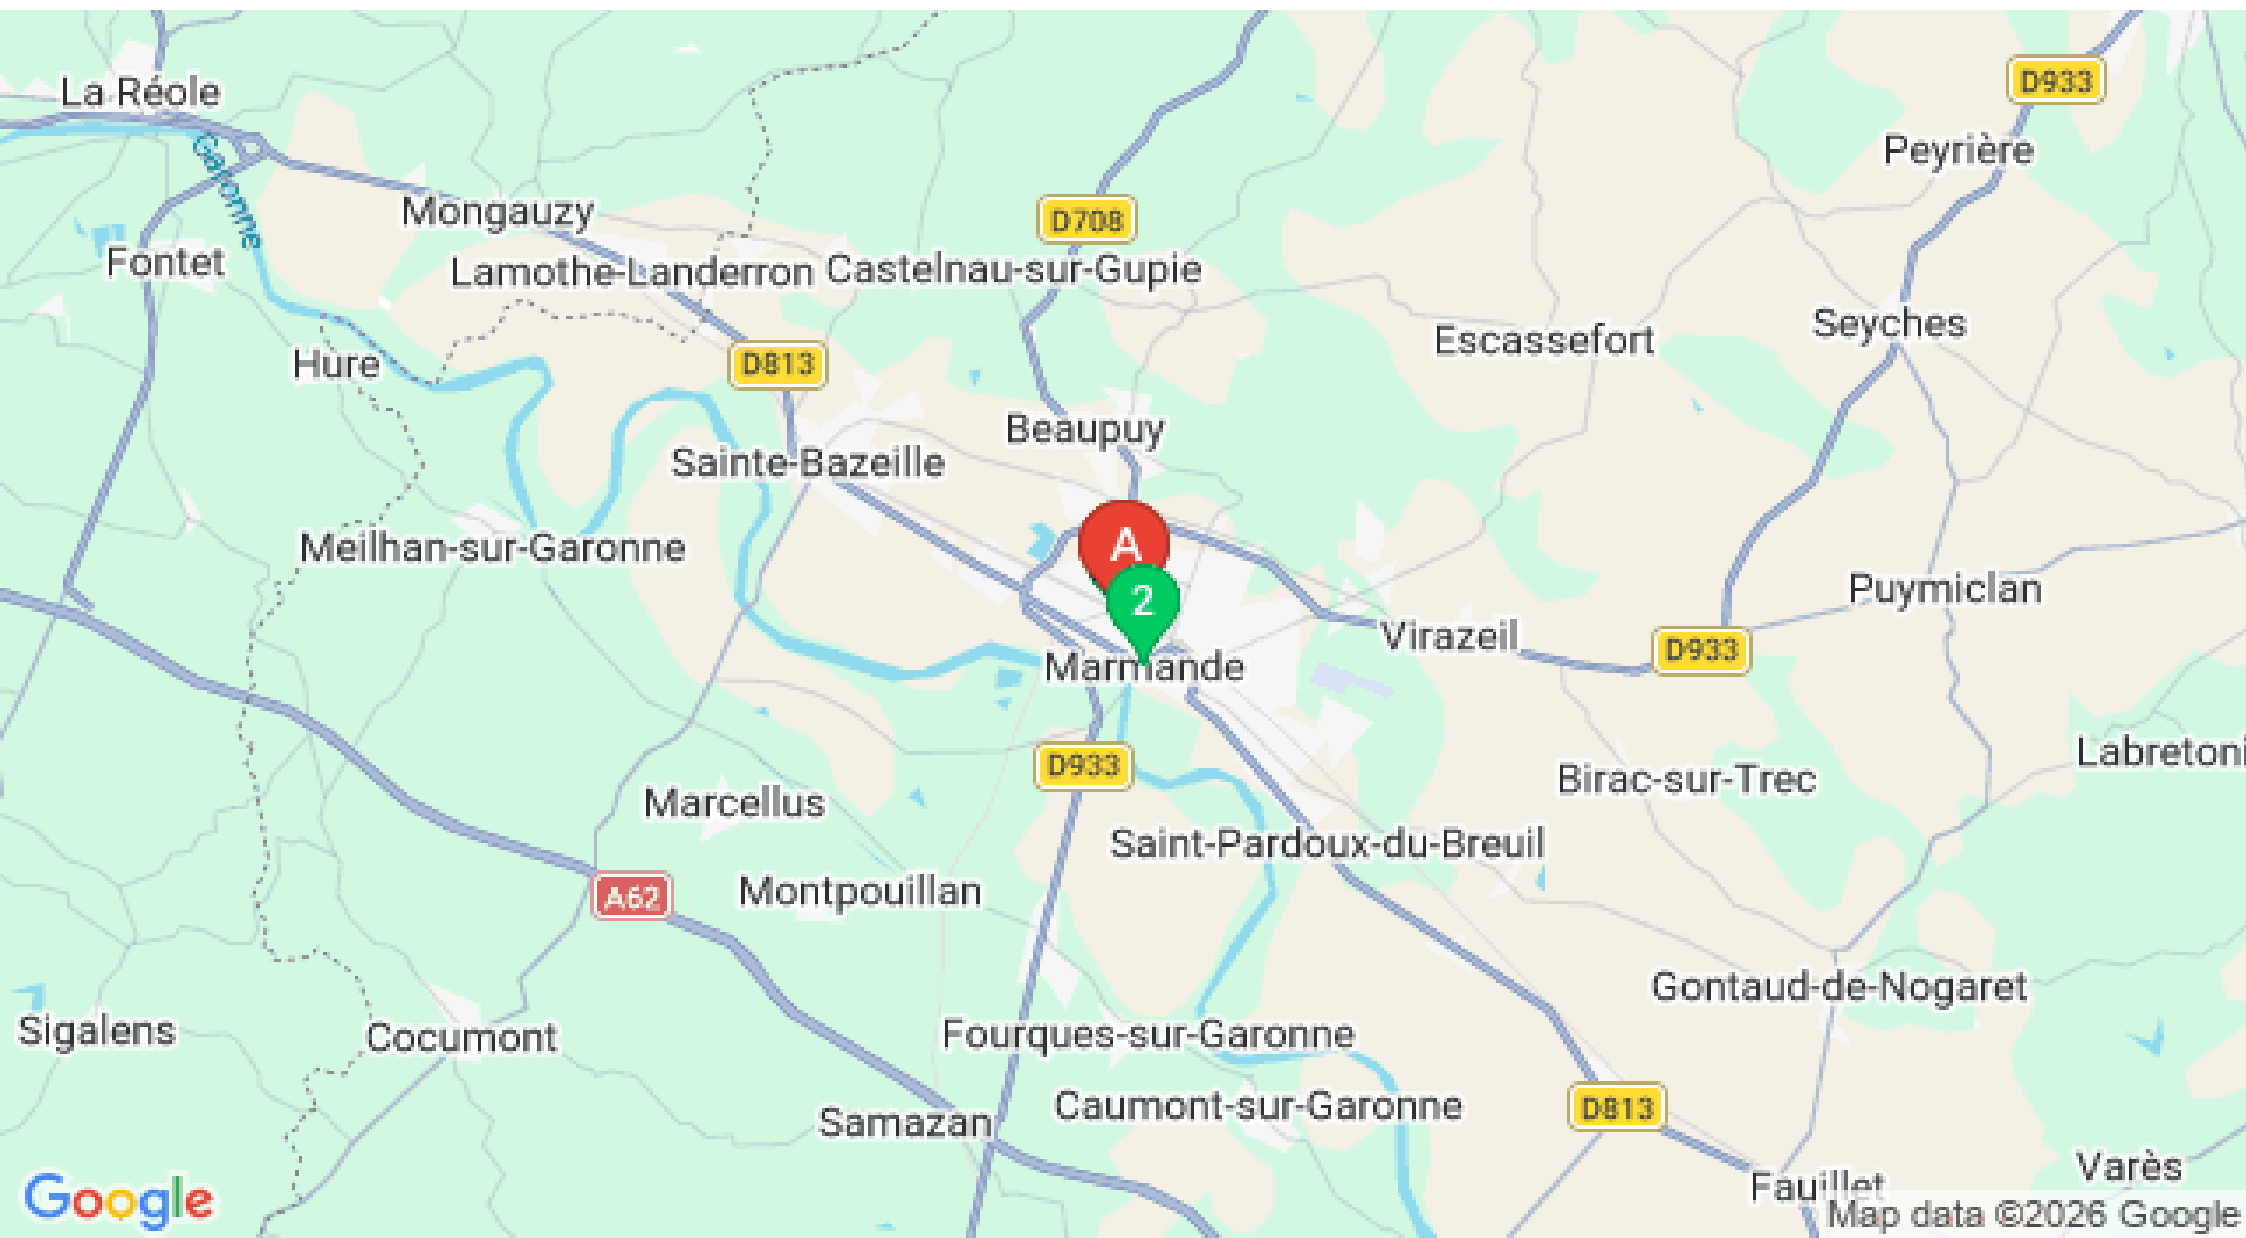 La Réole
D933
Peyrière
Garonne
Mongauzy
D708
Fontet
Lamothe-Landerron
Castelnau-sur-Gupie
Seyches
Escassefort
Hure
D813
Beaupuy
Sainte-Bazeille
Meilhan-sur-Garonne
A
2
Puymiclan
Virazeil
D933
Marmande
D933
Labretoni
Birac-sur-Trec
Marcellus
Saint-Pardoux-du-Breuil
A62
Montpouillan
Gontaud-de-Nogaret
Sigalens
Cocumont
Fourques-sur-Garonne
Caumont-sur-Garonne
D813
Samazan
Varès
Fauillet
Google
Map data ©2026 Google